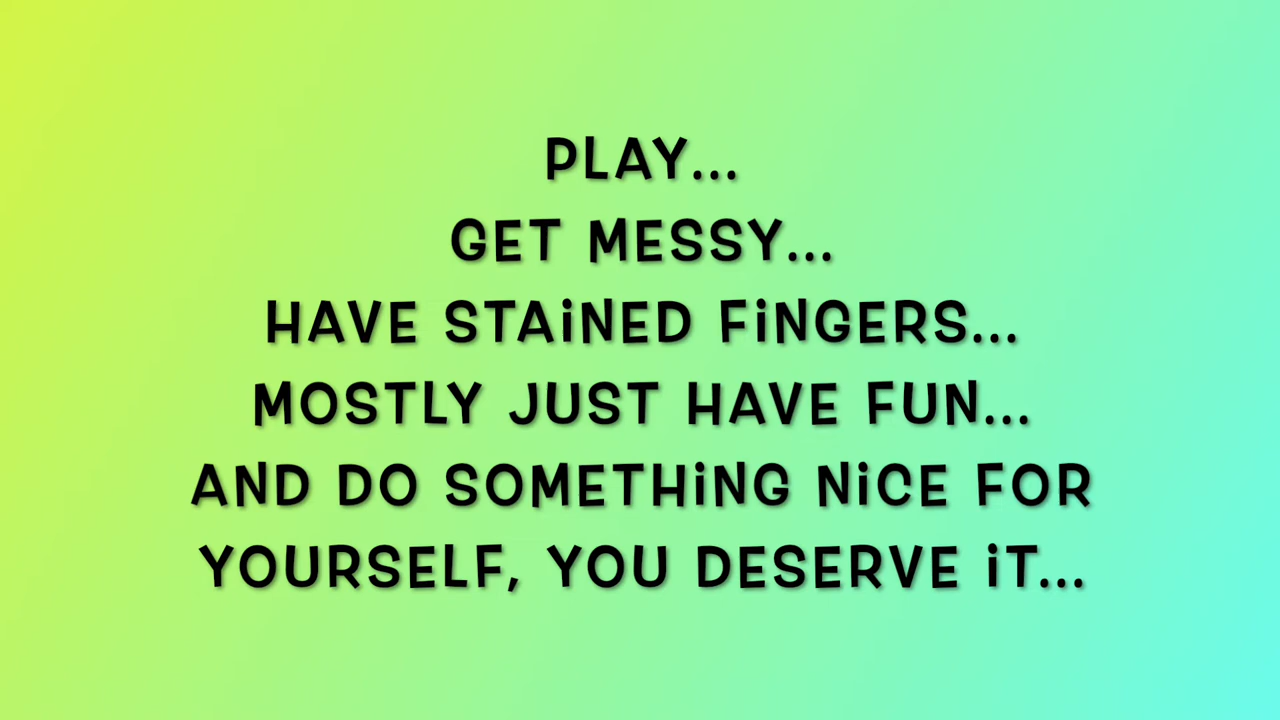 PLAY...
GET MESSY...
HAVE STAiNED FiNGERS...
MOSTLY JUST HAVE FUN...
AND DO SOMETHiNG NiCE FOR
YOURSELF, YOU DESERVE iT...